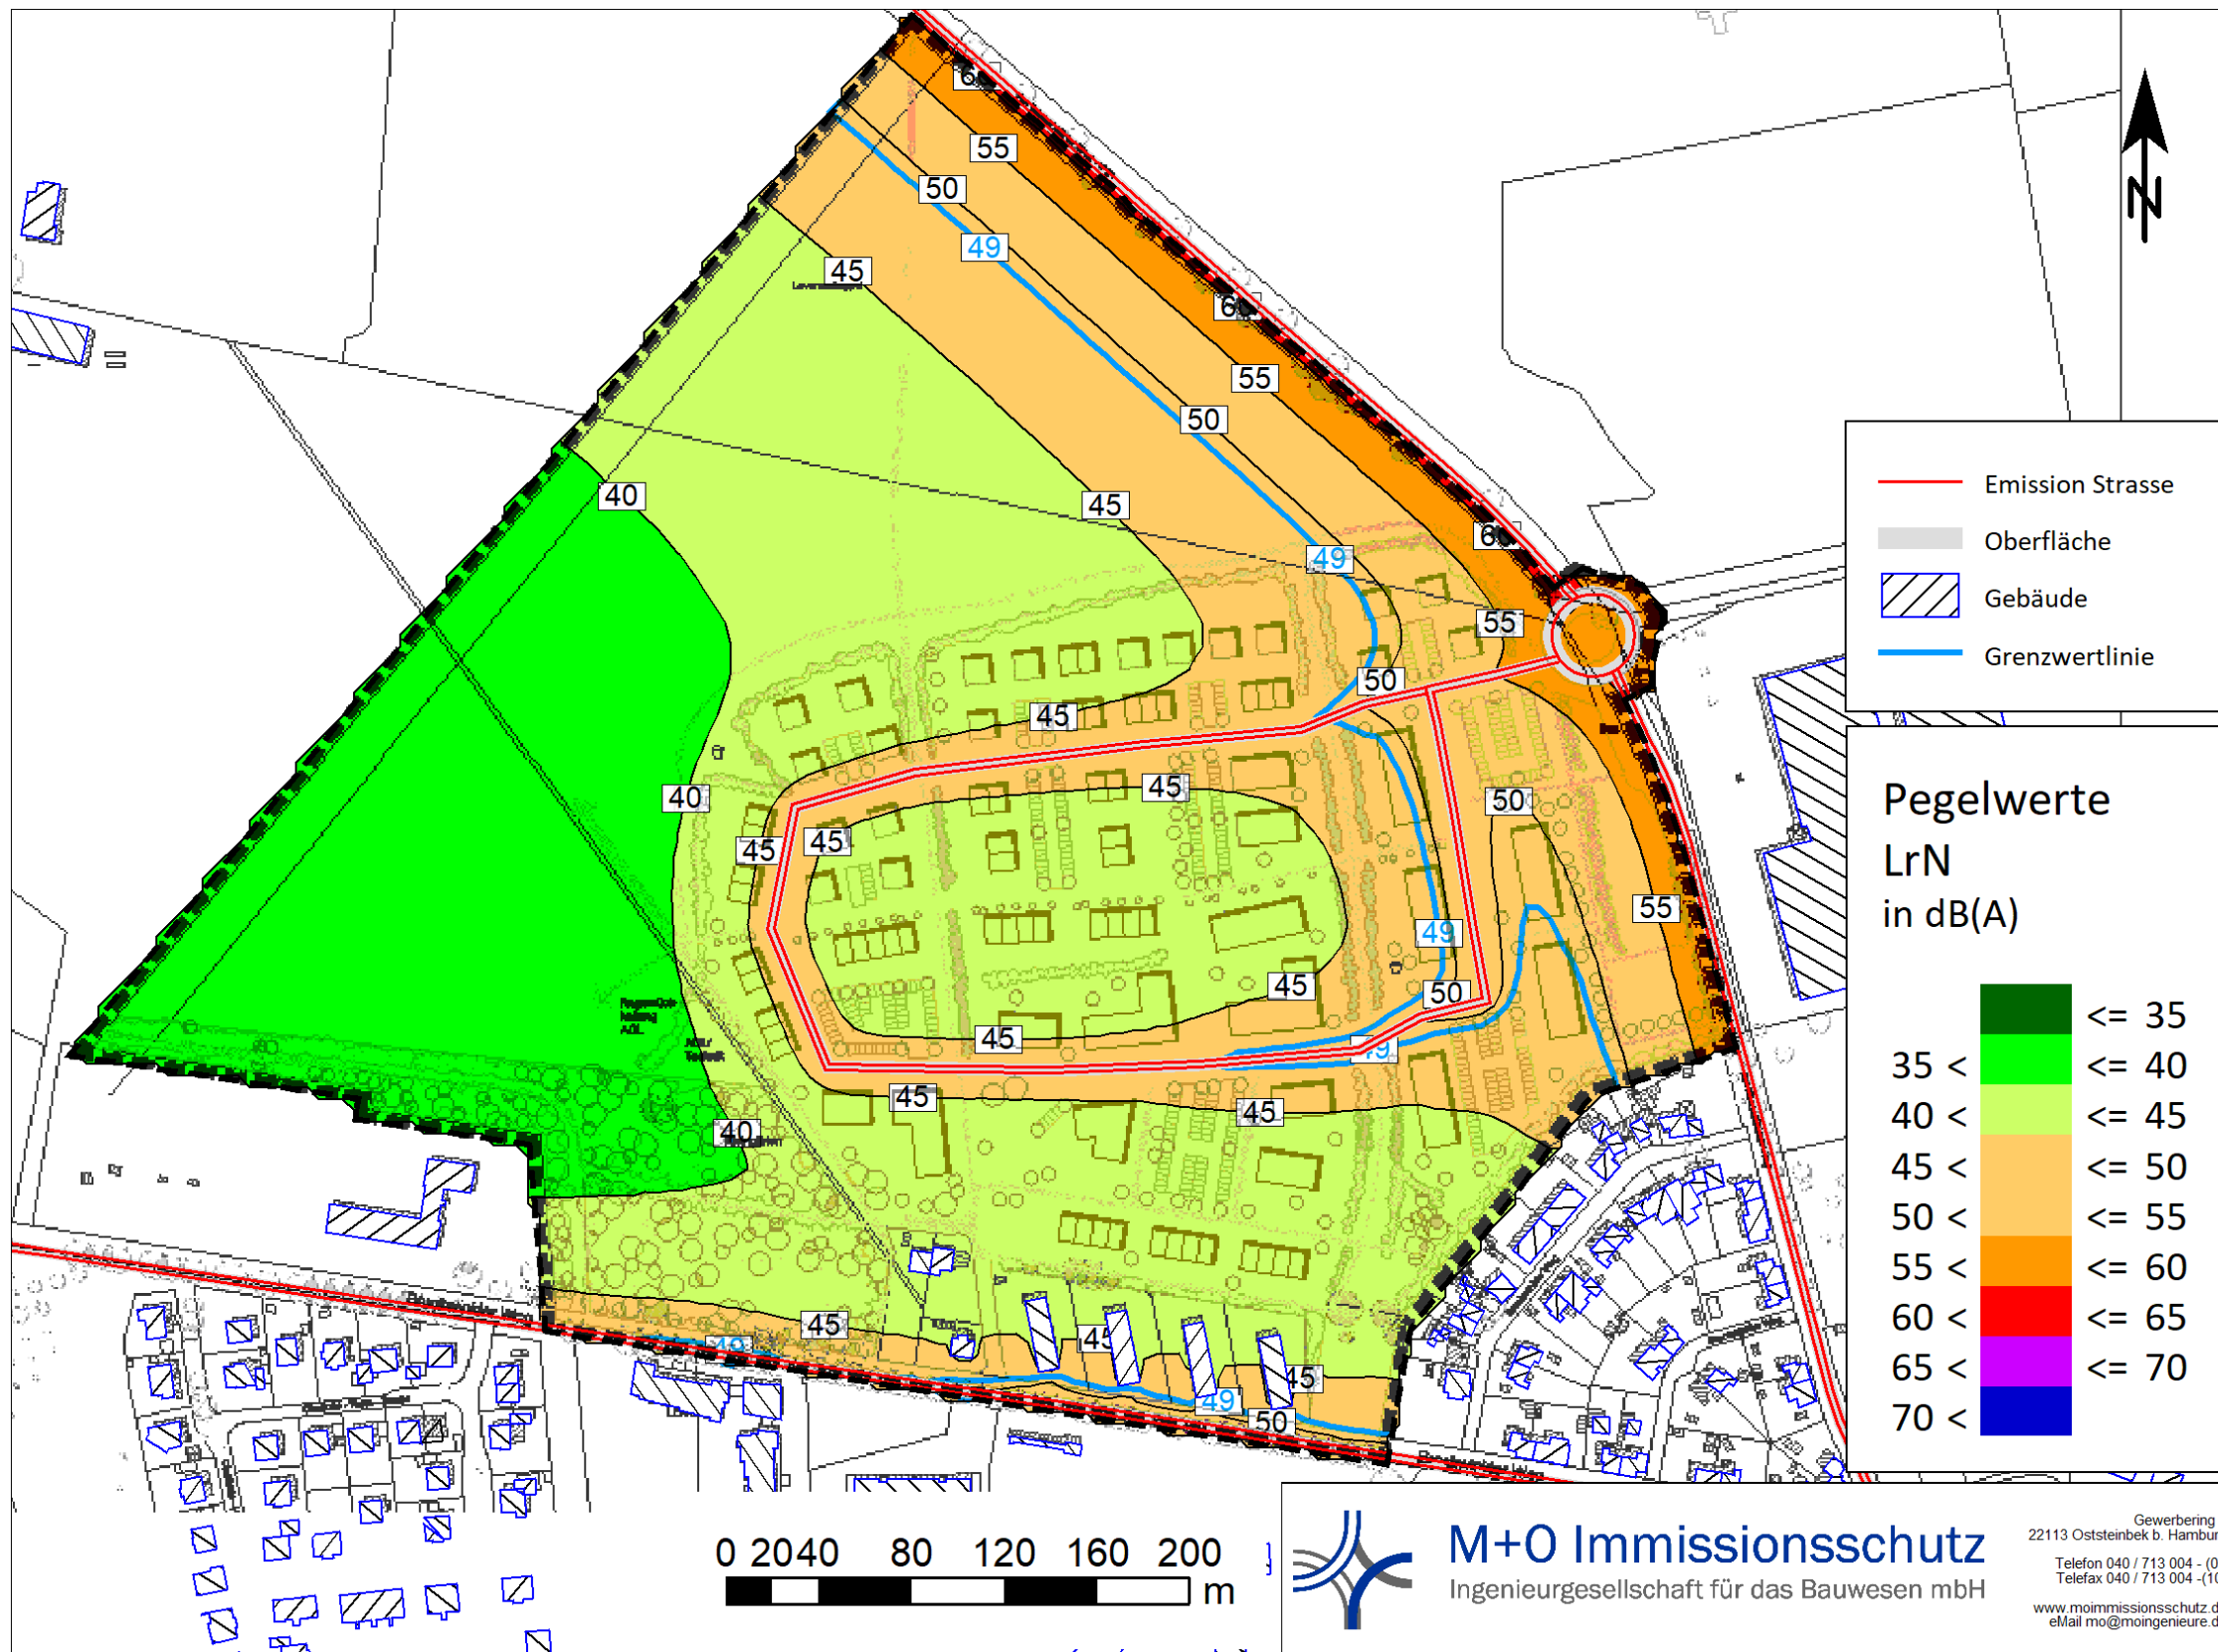 55
50
49
45
55
50
45
40
49
55
50
45
45
40
50
45
45
55
49
45
50
45
49
45
45
40
45
45
45
49
50
N
Emission Strasse
Oberfläche
Gebäude
Grenzwertlinie
Pegelwerte
LrN
in dB(A)
<= 35
35 < <= 40
40 < <= 45
45 < <= 50
50 < <= 55
55 < <= 60
60 < <= 65
65 < <= 70
70 <
0 20 40 80 120 160 200
m
M+O Immissionsschutz
Ingenieurgesellschaft für das Bauwesen mbH
Gewerbering
22113 Oststeinbek b. Hambur
Telefon 040 / 713 004 - (0
Telefax 040 / 713 004 -(10
www.moimmissionsschutz.d
eMail mo@moingenieure.d